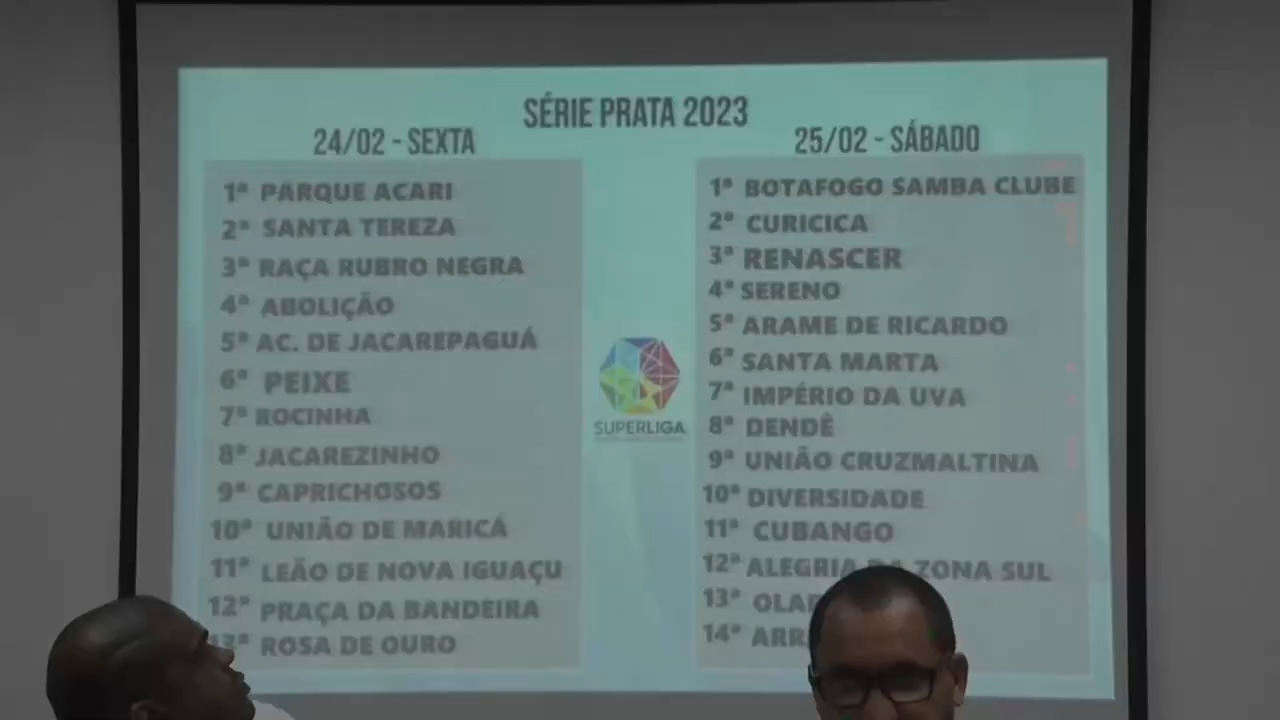 SÉRIE PRATA 2023
24/02 - SEXTA
1ª PARQUE ACARI
2ª SANTA TEREZA
3ª RAÇA RUBRO NEGRA
4ª ABOLIÇÃO
5ª AC. DE JACAREPAGUÁ
6ª PEIXE
7ª ROCINHA
8ª JACAREZINHO
9ª CAPRICHOSOS
10ª UNIÃO DE MARICÁ
11ª LEÃO DE NOVA IGUAÇU
12ª PRAÇA DA BANDEIRA
13ª ROSA DE OURO
SUPERLIGA
25/02 - SÁBADO
1ª BOTAFOGO SAMBA CLUBE
2ª CURICICA
3ª RENASCER
4ª SERENO
5ª ARAME DE RICARDO
6ª SANTA MARTA
7ª IMPÉRIO DA UVA
8ª DENDÊ
9ª UNIÃO CRUZMALTINA
10ª DIVERSIDADE
11ª CUBANGO
12ª ALEGRIA DA ZONA SUL
13ª
14ª